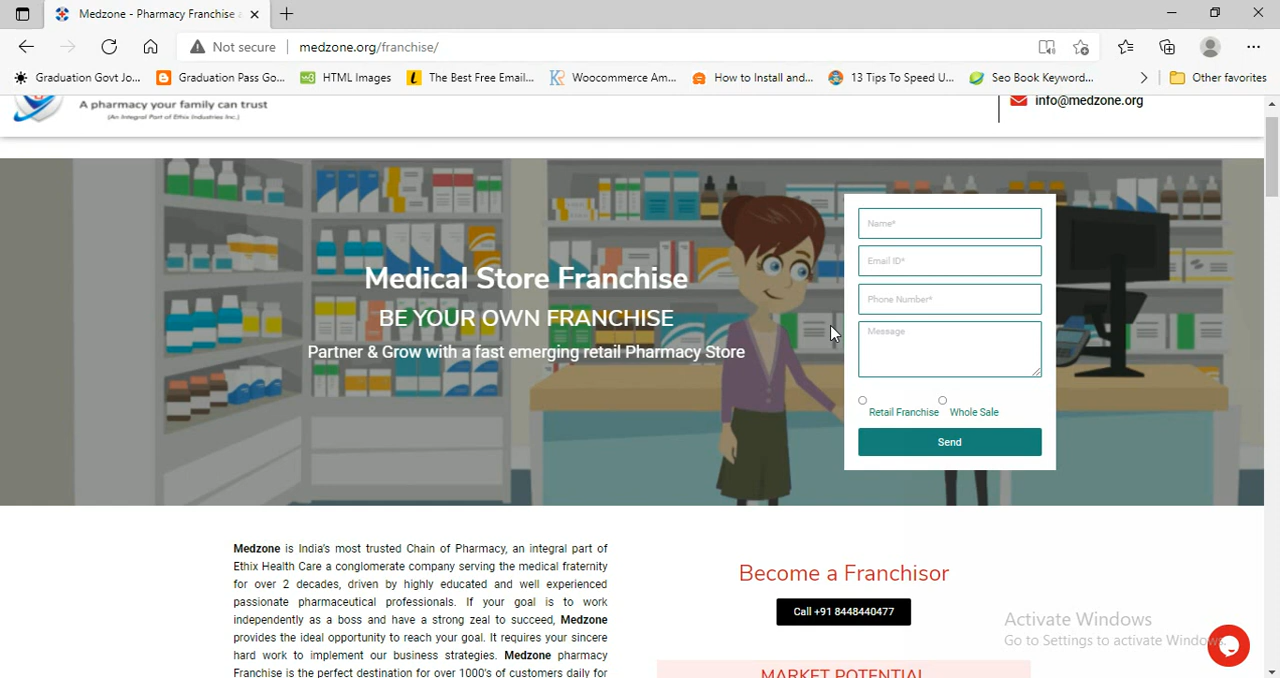 Medzone - Pharmacy Franchise a
Not secure
medzone.org/franchise/
Graduation Govt Jo...
Graduation Pass Go...
HTML Images
The Best Free Email...
Woocommerce Am...
How to Install and...
13 Tips To Speed U...
Seo Book Keyword...
Other favorites
A pharmacy your family can trust
(An Integral Part of Ethix Industries Inc.)
info@medzone.org
Medical Store Franchise
BE YOUR OWN FRANCHISE
Partner & Grow with a fast emerging retail Pharmacy Store
Name*
Email ID*
Phone Number*
Message
Retail Franchise
Whole Sale
Send
Medzone is India's most trusted Chain of Pharmacy, an integral part of
Ethix Health Care a conglomerate company serving the medical fraternity
for over 2 decades, driven by highly educated and well experienced
passionate pharmaceutical professionals. If your goal is to work
independently as a boss and have a strong zeal to succeed, Medzone
provides the ideal opportunity to reach your goal. It requires your sincere
hard work to implement our business strategies. Medzone pharmacy
Franchise is the perfect destination for over 1000's of customers daily for
Become a Franchisor
Call +91 8448440477
MARKET POTENTIAL
Activate Windows
Go to Settings to activate Windows.